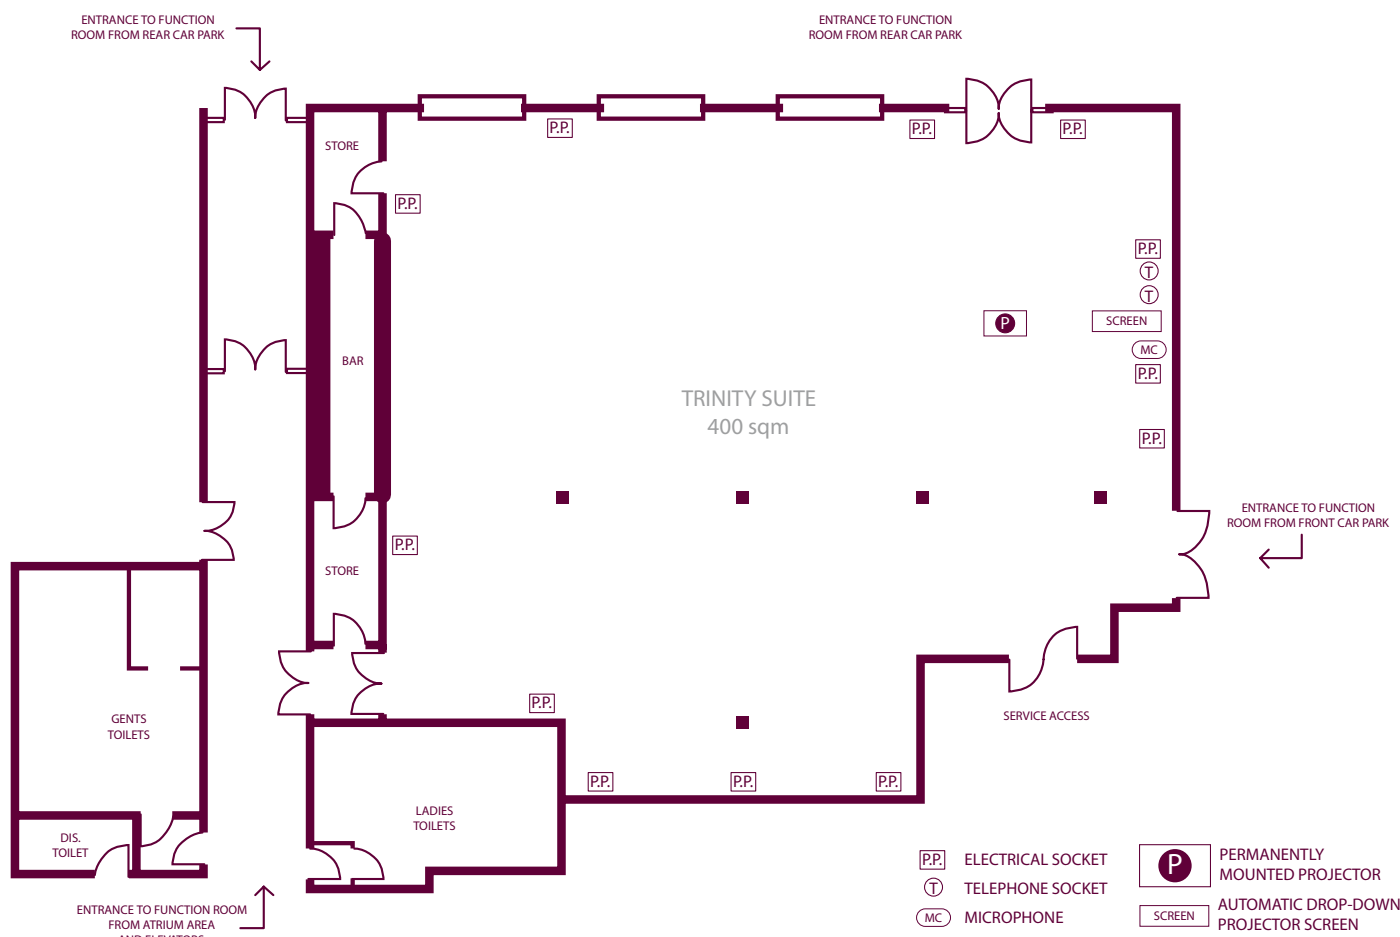 ENTRANCE TO FUNCTION
ROOM FROM REAR CAR PARK
ENTRANCE TO FUNCTION
ROOM FROM REAR CAR PARK
P.P.
P.P.
P.P.
STORE
P.P.
P.P.
T
T
P
SCREEN
MC
BAR
P.P.
TRINITY SUITE
400 sqm
P.P.
ENTRANCE TO FUNCTION
ROOM FROM FRONT CAR PARK
P.P.
STORE
P.P.
GENTS
TOILETS
SERVICE ACCESS
P.P.
P.P.
P.P.
LADIES
TOILETS
DIS.
TOILET
ENTRANCE TO FUNCTION ROOM
FROM ATRIUM AREA
AND ELEVATORS
P.P. ELECTRICAL SOCKET
T TELEPHONE SOCKET
MC MICROPHONE
P PERMANENTLY
MOUNTED PROJECTOR
SCREEN AUTOMATIC DROP-DOWN
PROJECTOR SCREEN